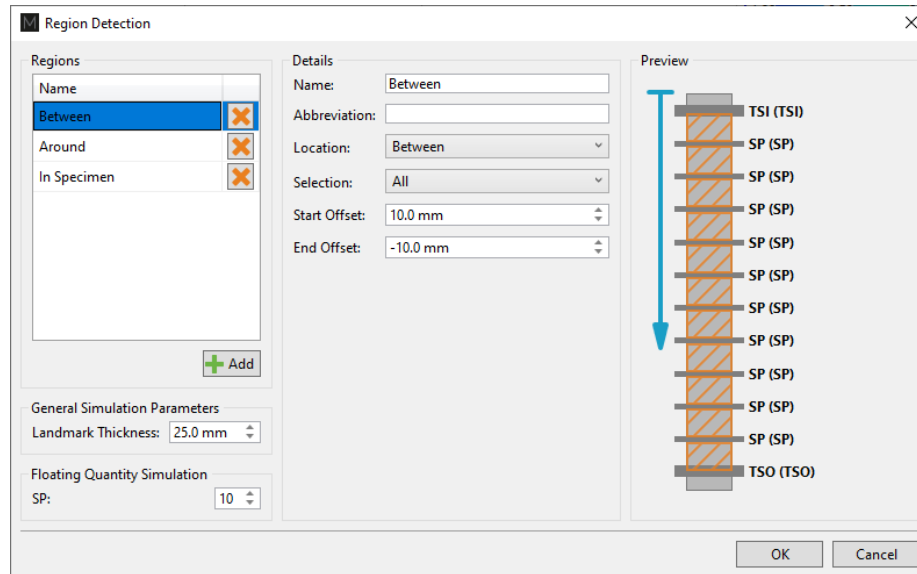 M Region Detection
Regions
Name
Between
Around
In Specimen
Add
General Simulation Parameters
Landmark Thickness: 25.0 mm
Floating Quantity Simulation
SP: 10
Details
Name: Between
Abbreviation:
Location: Between
Selection: All
Start Offset: 10.0 mm
End Offset: -10.0 mm
Preview
TSI (TSI)
SP (SP)
SP (SP)
SP (SP)
SP (SP)
SP (SP)
SP (SP)
SP (SP)
SP (SP)
SP (SP)
SP (SP)
TSO (TSO)
OK Cancel